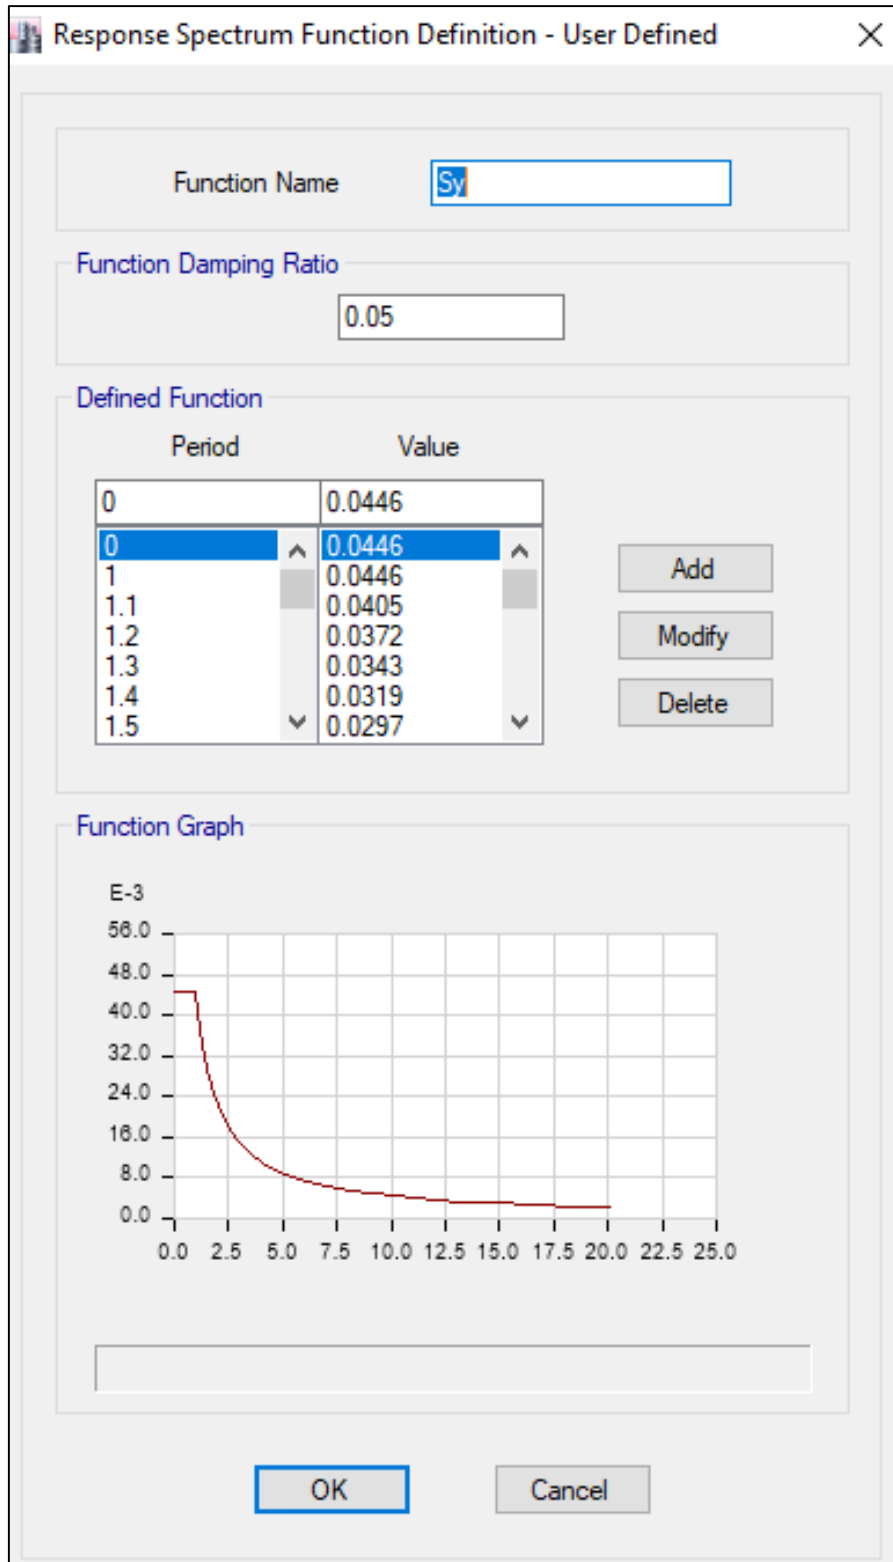 Response Spectrum Function Definition - User Defined
Function Name
Sy
Function Damping Ratio
0.05
Defined Function
Period Value
0 0.0446
0 0.0446
1 0.0446
1.1 0.0405
1.2 0.0372
1.3 0.0343
1.4 0.0319
1.5 0.0297
Add
Modify
Delete
Function Graph
E-3
56.0
48.0
40.0
32.0
24.0
16.0
8.0
0.0
0.0 2.5 5.0 7.5 10.0 12.5 15.0 17.5 20.0 22.5 25.0
OK Cancel